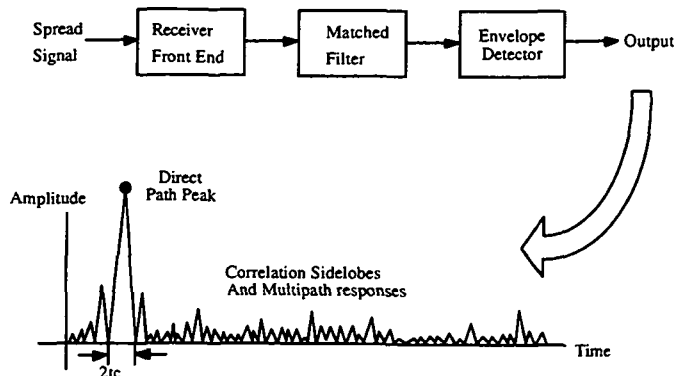 Spread
Signal
Receiver
Front End
Matched
Filter
Envelope
Detector
Output
Direct
Path Peak
Amplitude
Correlation Sidelobes
And Multipath responses
Time
2tc